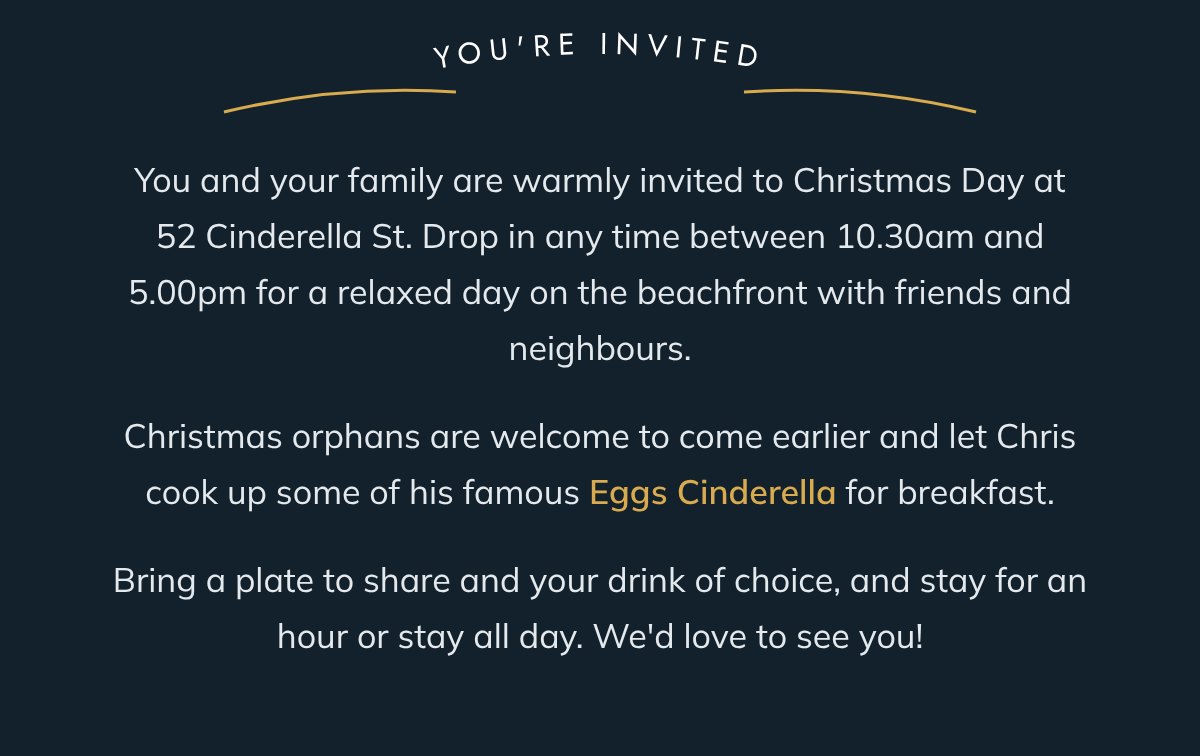 YOU'RE INVITED
You and your family are warmly invited to Christmas Day at
52 Cinderella St. Drop in any time between 10.30am and
5.00pm for a relaxed day on the beachfront with friends and
neighbours.
Christmas orphans are welcome to come earlier and let Chris
cook up some of his famous Eggs Cinderella for breakfast.
Bring a plate to share and your drink of choice, and stay for an
hour or stay all day. We'd love to see you!